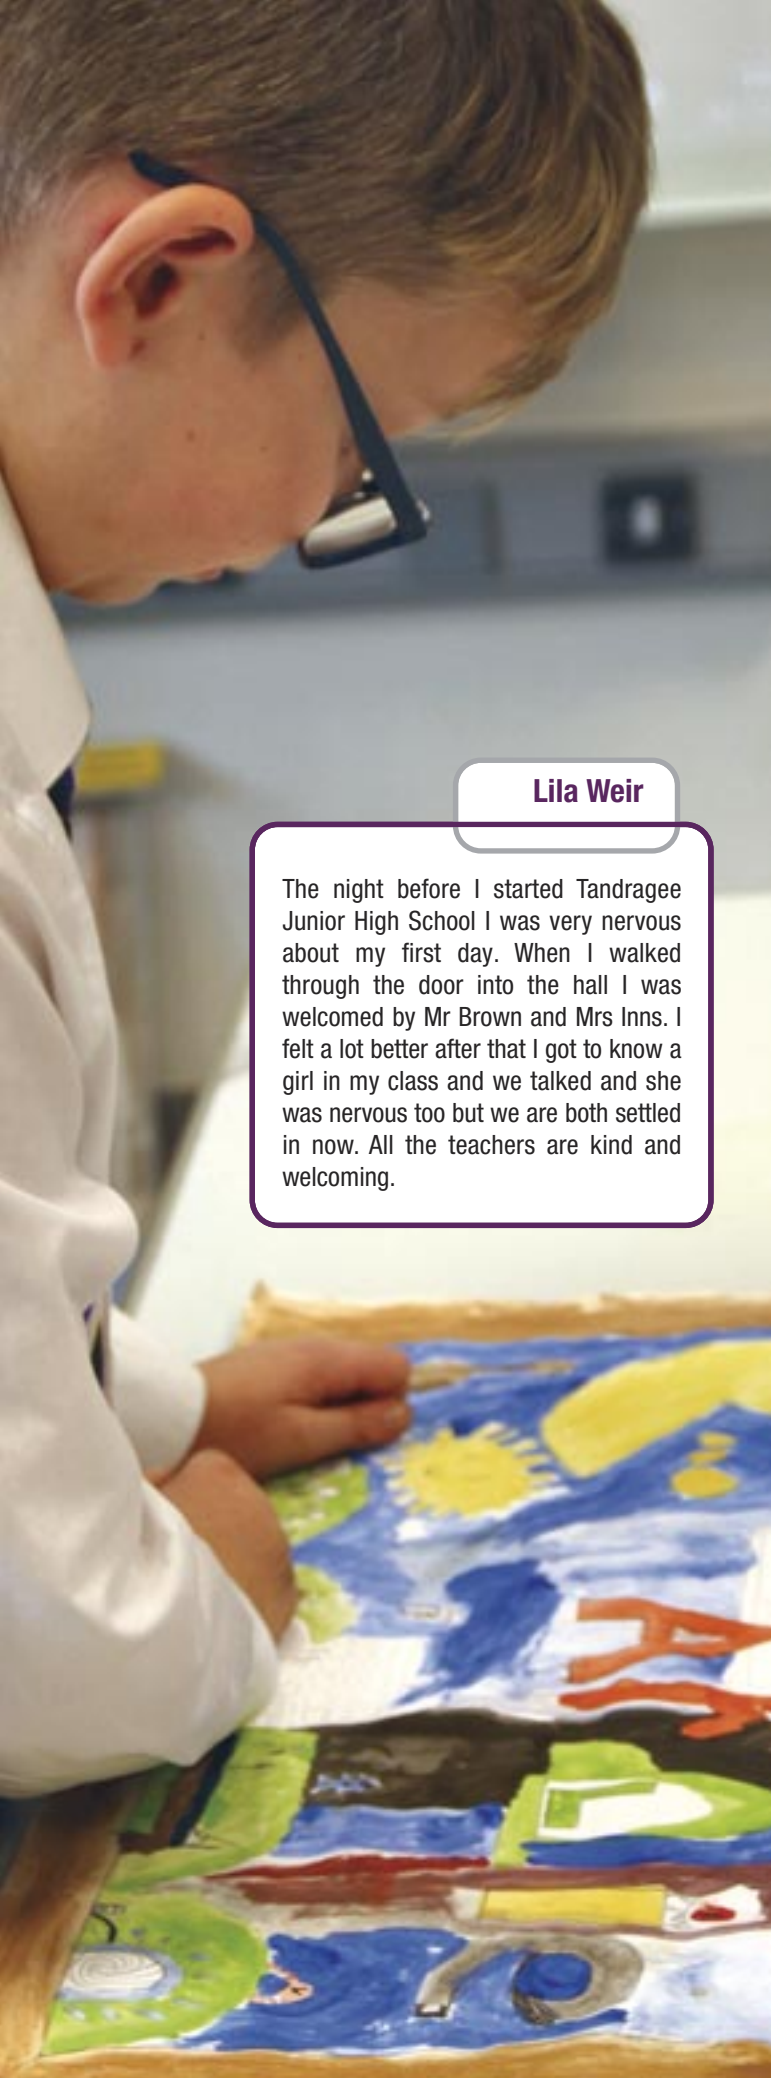 Lila Weir
The night before I started Tandragee
Junior High School I was very nervous
about my first day. When I walked
through the door into the hall I was
welcomed by Mr Brown and Mrs Inns. I
felt a lot better after that I got to know a
girl in my class and we talked and she
was nervous too but we are both settled
in now. All the teachers are kind and
welcoming.